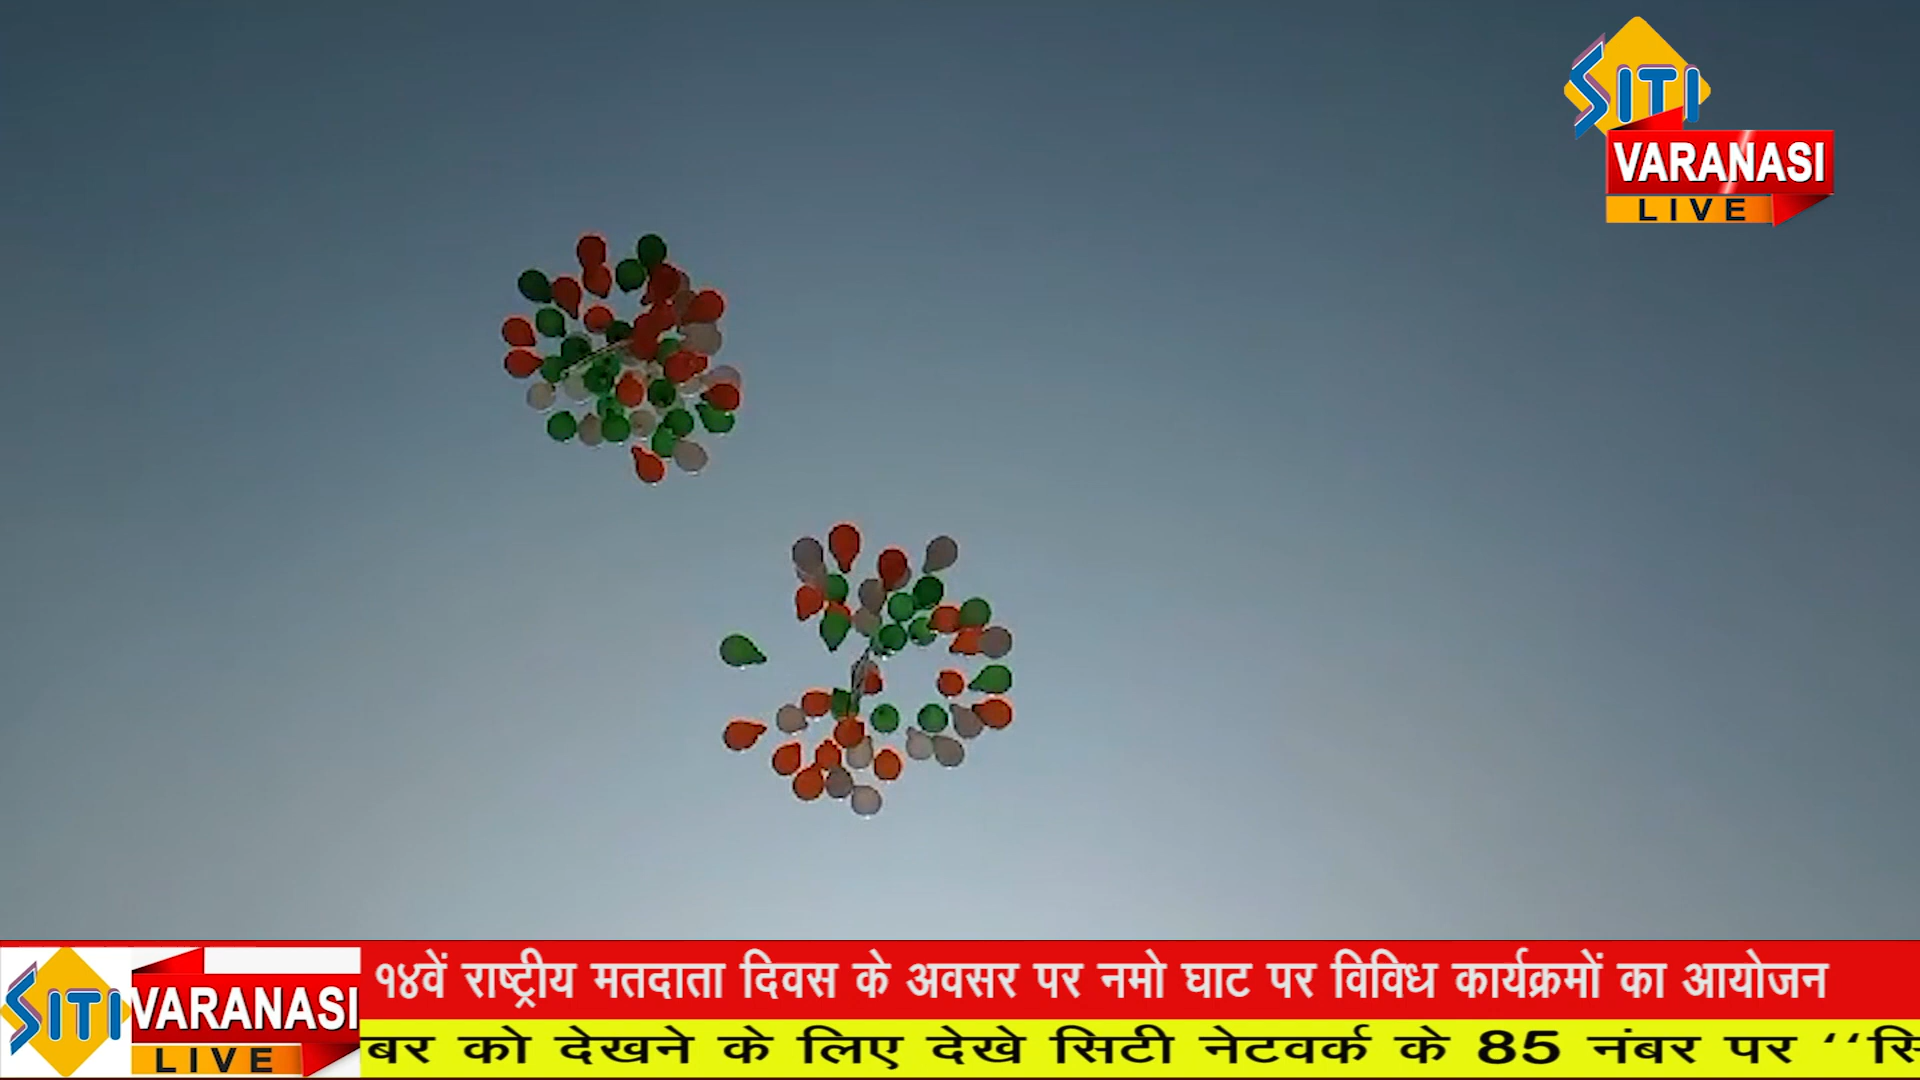 SITI
VARANASI
LIVE
SITI
VARANASI
LIVE
१४वें राष्ट्रीय मतदाता दिवस के अवसर पर नमो घाट पर विविध कार्यक्रमों का आयोजन
बर को देखने के लिए देखे सिटी नेटवर्क के 85 नंबर पर ‘‘सि